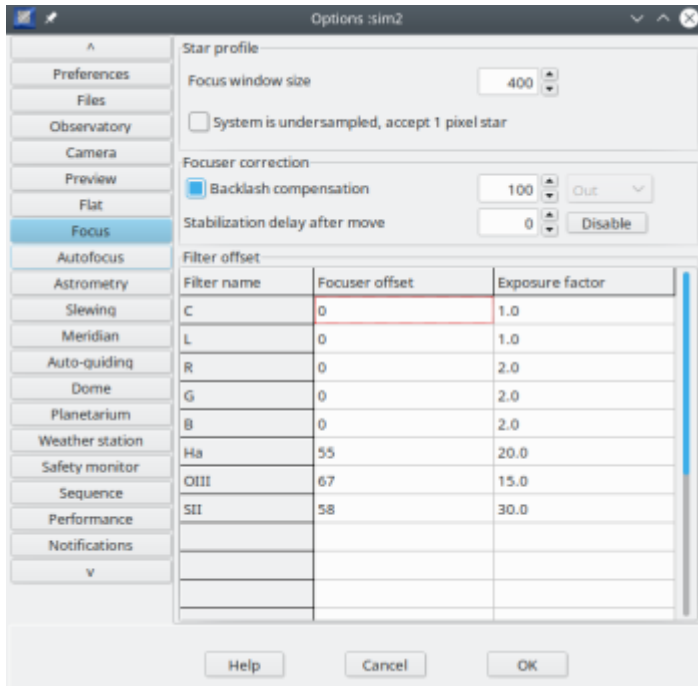 Options :sim2
^
Preferences
Files
Observatory
Camera
Preview
Flat
Focus
Autofocus
Astrometry
Slewing
Meridian
Auto-guiding
Dome
Planetarium
Weather station
Safety monitor
Sequence
Performance
Notifications
v
Star profile
Focus window size 400
System is undersampled, accept 1 pixel star
Focuser correction
Backlash compensation 100 Out
Stabilization delay after move 0 Disable
Filter offset
Filter name Focuser offset Exposure factor
C 0 1.0
L 0 1.0
R 0 2.0
G 0 2.0
B 0 2.0
Ha 55 20.0
OIII 67 15.0
SII 58 30.0
Help Cancel OK